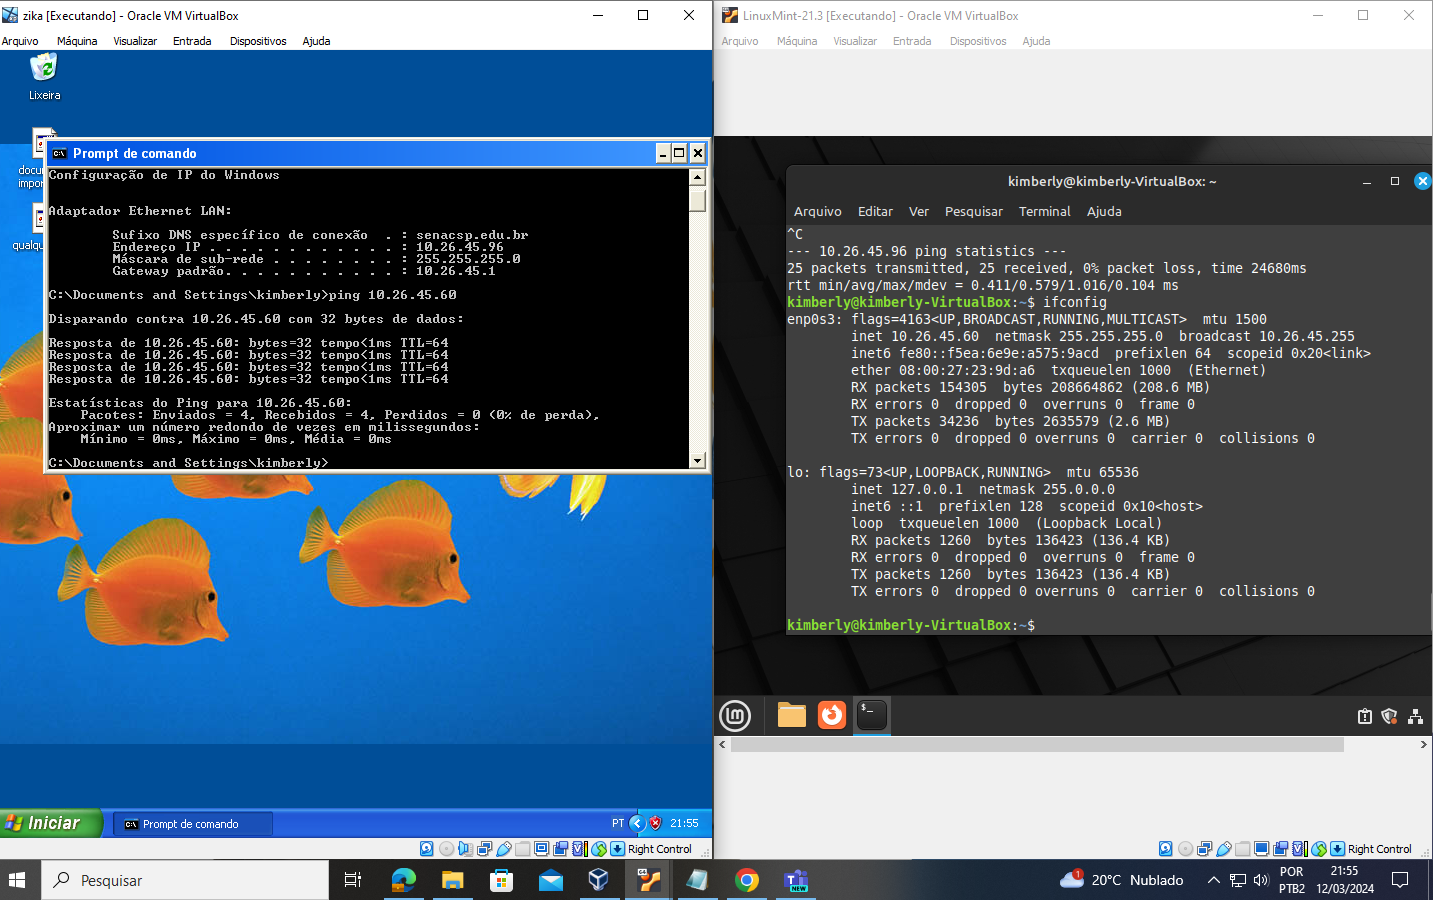 zika [Executando] - Oracle VM VirtualBox
Arquivo Máquina Visualizar Entrada Dispositivos Ajuda
Lixeira
docu
impor
qualqu
Prompt de comando
Configuração de IP do Windows
Adaptador Ethernet LAN:
Sufixo DNS específico de conexão . : senacsp.edu.br
Endereço IP . . . . . . . . . . . . : 10.26.45.96
Máscara de sub-rede . . . . . . . . : 255.255.255.0
Gateway padrão. . . . . . . . . . . : 10.26.45.1
C:\Documents and Settings\kimberly>ping 10.26.45.60
Disparando contra 10.26.45.60 com 32 bytes de dados:
Resposta de 10.26.45.60: bytes=32 tempo<1ms TTL=64
Resposta de 10.26.45.60: bytes=32 tempo<1ms TTL=64
Resposta de 10.26.45.60: bytes=32 tempo<1ms TTL=64
Resposta de 10.26.45.60: bytes=32 tempo<1ms TTL=64
Estatísticas do Ping para 10.26.45.60:
Pacotes: Enviados = 4, Recebidos = 4, Perdidos = 0 (0% de perda),
Aproximar um número redondo de vezes em milissegundos:
Mínimo = 0ms, Máximo = 0ms, Média = 0ms
C:\Documents and Settings\kimberly>
Iniciar
Prompt de comando
PT
21:55
Right Control
LinuxMint-21.3 [Executando] - Oracle VM VirtualBox
Arquivo Máquina Visualizar Entrada Dispositivos Ajuda
kimberly@kimberly-VirtualBox: ~
Arquivo Editar Ver Pesquisar Terminal Ajuda
^C
--- 10.26.45.96 ping statistics ---
25 packets transmitted, 25 received, 0% packet loss, time 24680ms
rtt min/avg/max/mdev = 0.411/0.579/1.016/0.104 ms
kimberly@kimberly-VirtualBox:~$ ifconfig
enp0s3: flags=4163<UP,BROADCAST,RUNNING,MULTICAST> mtu 1500
inet 10.26.45.60 netmask 255.255.255.0 broadcast 10.26.45.255
inet6 fe80::f5ea:6e9e:a575:9acd prefixlen 64 scopeid 0x20<link>
ether 08:00:27:23:9d:a6 txqueuelen 1000 (Ethernet)
RX packets 154305 bytes 208664862 (208.6 MB)
RX errors 0 dropped 0 overruns 0 frame 0
TX packets 34236 bytes 2635579 (2.6 MB)
TX errors 0 dropped 0 overruns 0 carrier 0 collisions 0
lo: flags=73<UP,LOOPBACK,RUNNING> mtu 65536
inet 127.0.0.1 netmask 255.0.0.0
inet6 ::1 prefixlen 128 scopeid 0x10<host>
loop txqueuelen 1000 (Loopback Local)
RX packets 1260 bytes 136423 (136.4 KB)
RX errors 0 dropped 0 overruns 0 frame 0
TX packets 1260 bytes 136423 (136.4 KB)
TX errors 0 dropped 0 overruns 0 carrier 0 collisions 0
kimberly@kimberly-VirtualBox:~$
Right Control
Pesquisar
NEW
1
20°C Nublado
POR
PTB2
21:55
12/03/2024